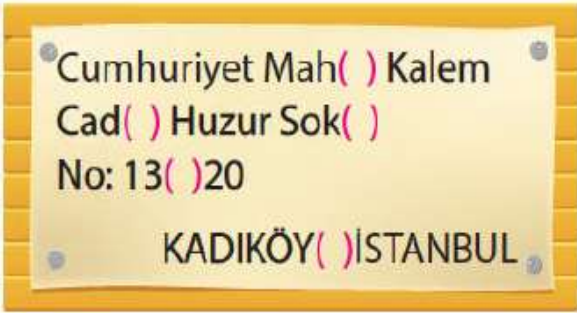 Cumhuriyet Mah( ) Kalem
Cad( ) Huzur Sok( )
No: 13( )20
KADIKÖY( )İSTANBUL